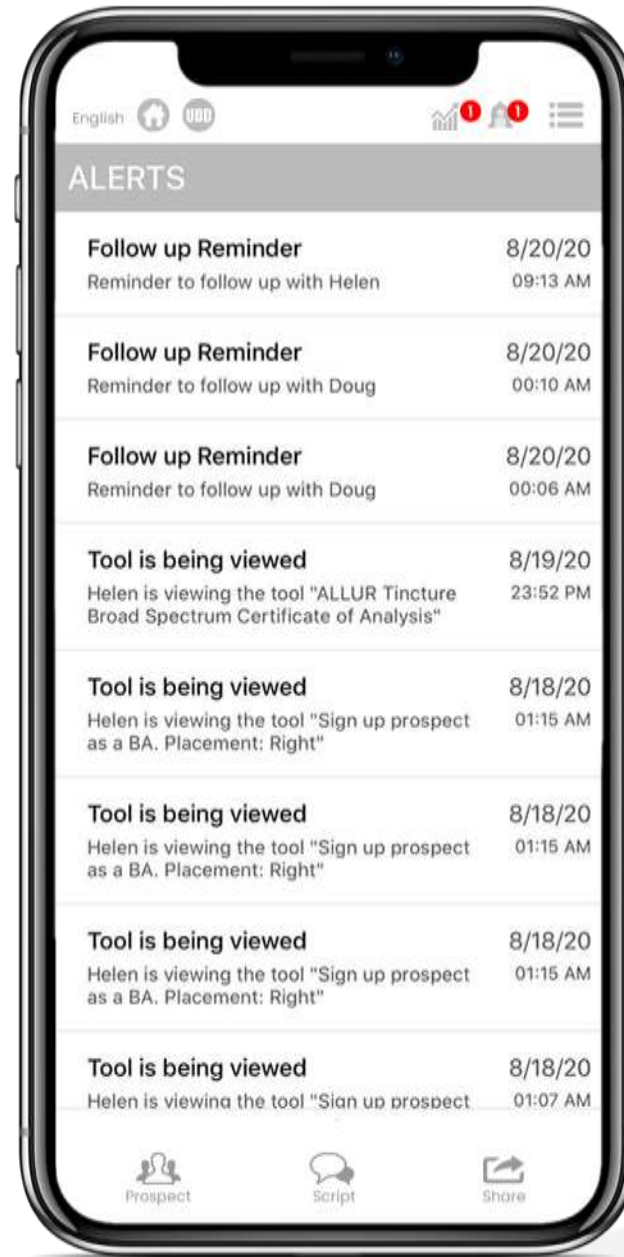 English UBD 1 1
ALERTS
Follow up Reminder 8/20/20
Reminder to follow up with Helen 09:13 AM
Follow up Reminder 8/20/20
Reminder to follow up with Doug 00:10 AM
Follow up Reminder 8/20/20
Reminder to follow up with Doug 00:06 AM
Tool is being viewed 8/19/20
Helen is viewing the tool "ALLUR Tincture 23:52 PM
Broad Spectrum Certificate of Analysis"
Tool is being viewed 8/18/20
Helen is viewing the tool "Sign up prospect 01:15 AM
as a BA. Placement: Right"
Tool is being viewed 8/18/20
Helen is viewing the tool "Sign up prospect 01:15 AM
as a BA. Placement: Right"
Tool is being viewed 8/18/20
Helen is viewing the tool "Sign up prospect 01:15 AM
as a BA. Placement: Right"
Tool is being viewed 8/18/20
Helen is viewing the tool "Sign up prospect 01:07 AM
Prospect Script Share